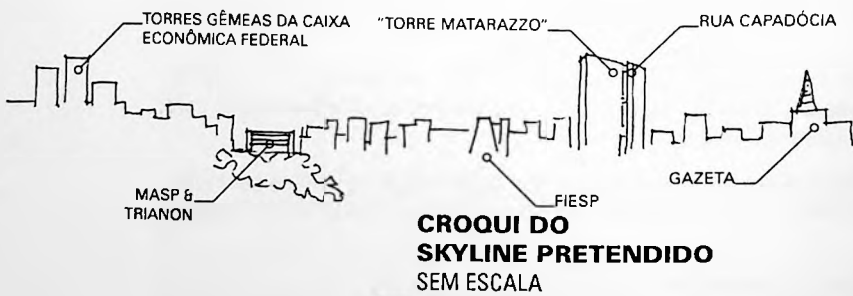 TORRES GÊMEAS DA CAIXA
ECONÔMICA FEDERAL
"TORRE MATARAZZO"
RUA CAPADÓCIA
MASP &
TRIANON
FIESP
GAZETA
CROQUI DO
SKYLINE PRETENDIDO
SEM ESCALA